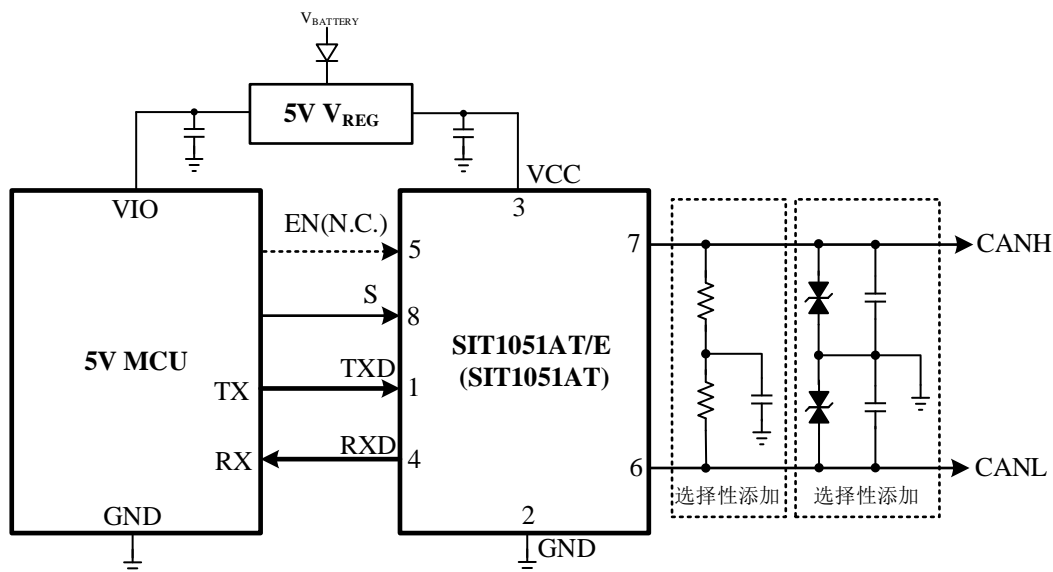 VBATTERY
5V VREG
VCC
VIO
3
EN(N.C.)
5
7
CANH
S
8
5V MCU
SIT1051AT/E
(SIT1051AT)
TX
TXD
1
RX
RXD
4
6
CANL
选择性添加
选择性添加
GND
2
GND